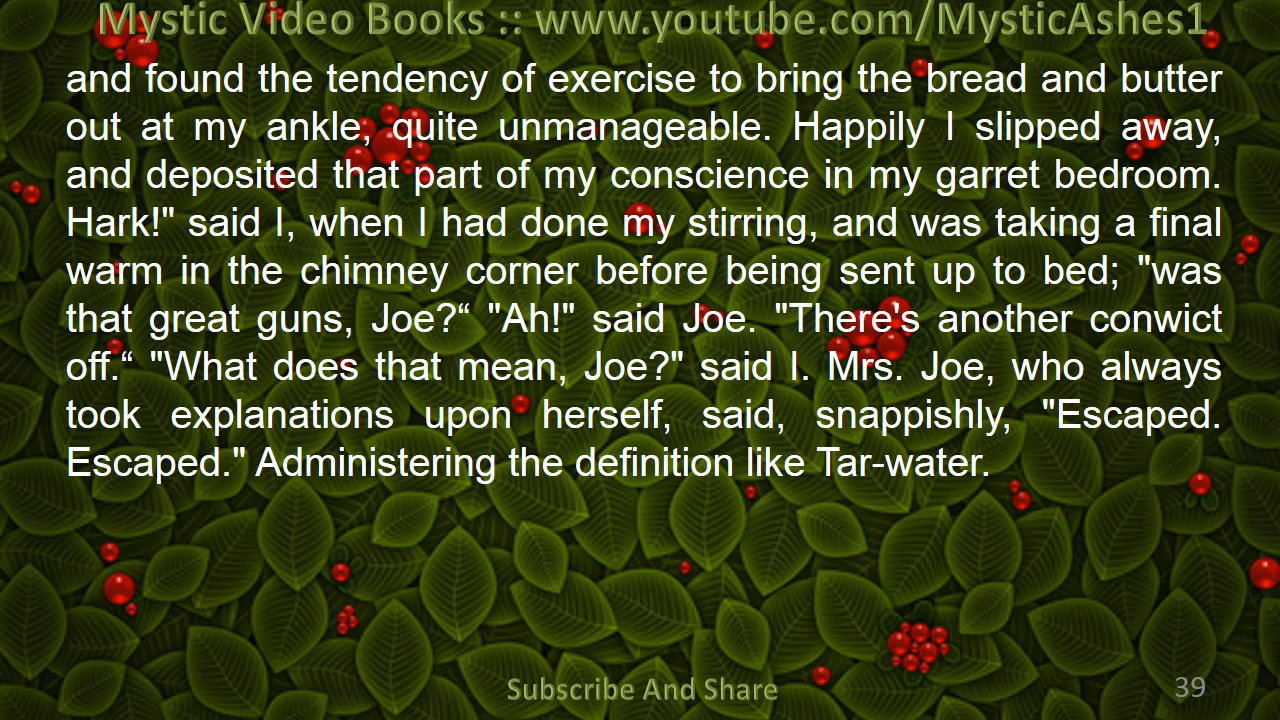 Mystic Video Books :: www.youtube.com/MysticAshes1
and found the tendency of exercise to bring the bread and butter
out at my ankle, quite unmanageable. Happily I slipped away,
and deposited that part of my conscience in my garret bedroom.
Hark!" said I, when I had done my stirring, and was taking a final
warm in the chimney corner before being sent up to bed; "was
that great guns, Joe?“ "Ah!" said Joe. "There's another conwict
off.“ "What does that mean, Joe?" said I. Mrs. Joe, who always
took explanations upon herself, said, snappishly, "Escaped.
Escaped." Administering the definition like Tar-water.
Subscribe And Share
39